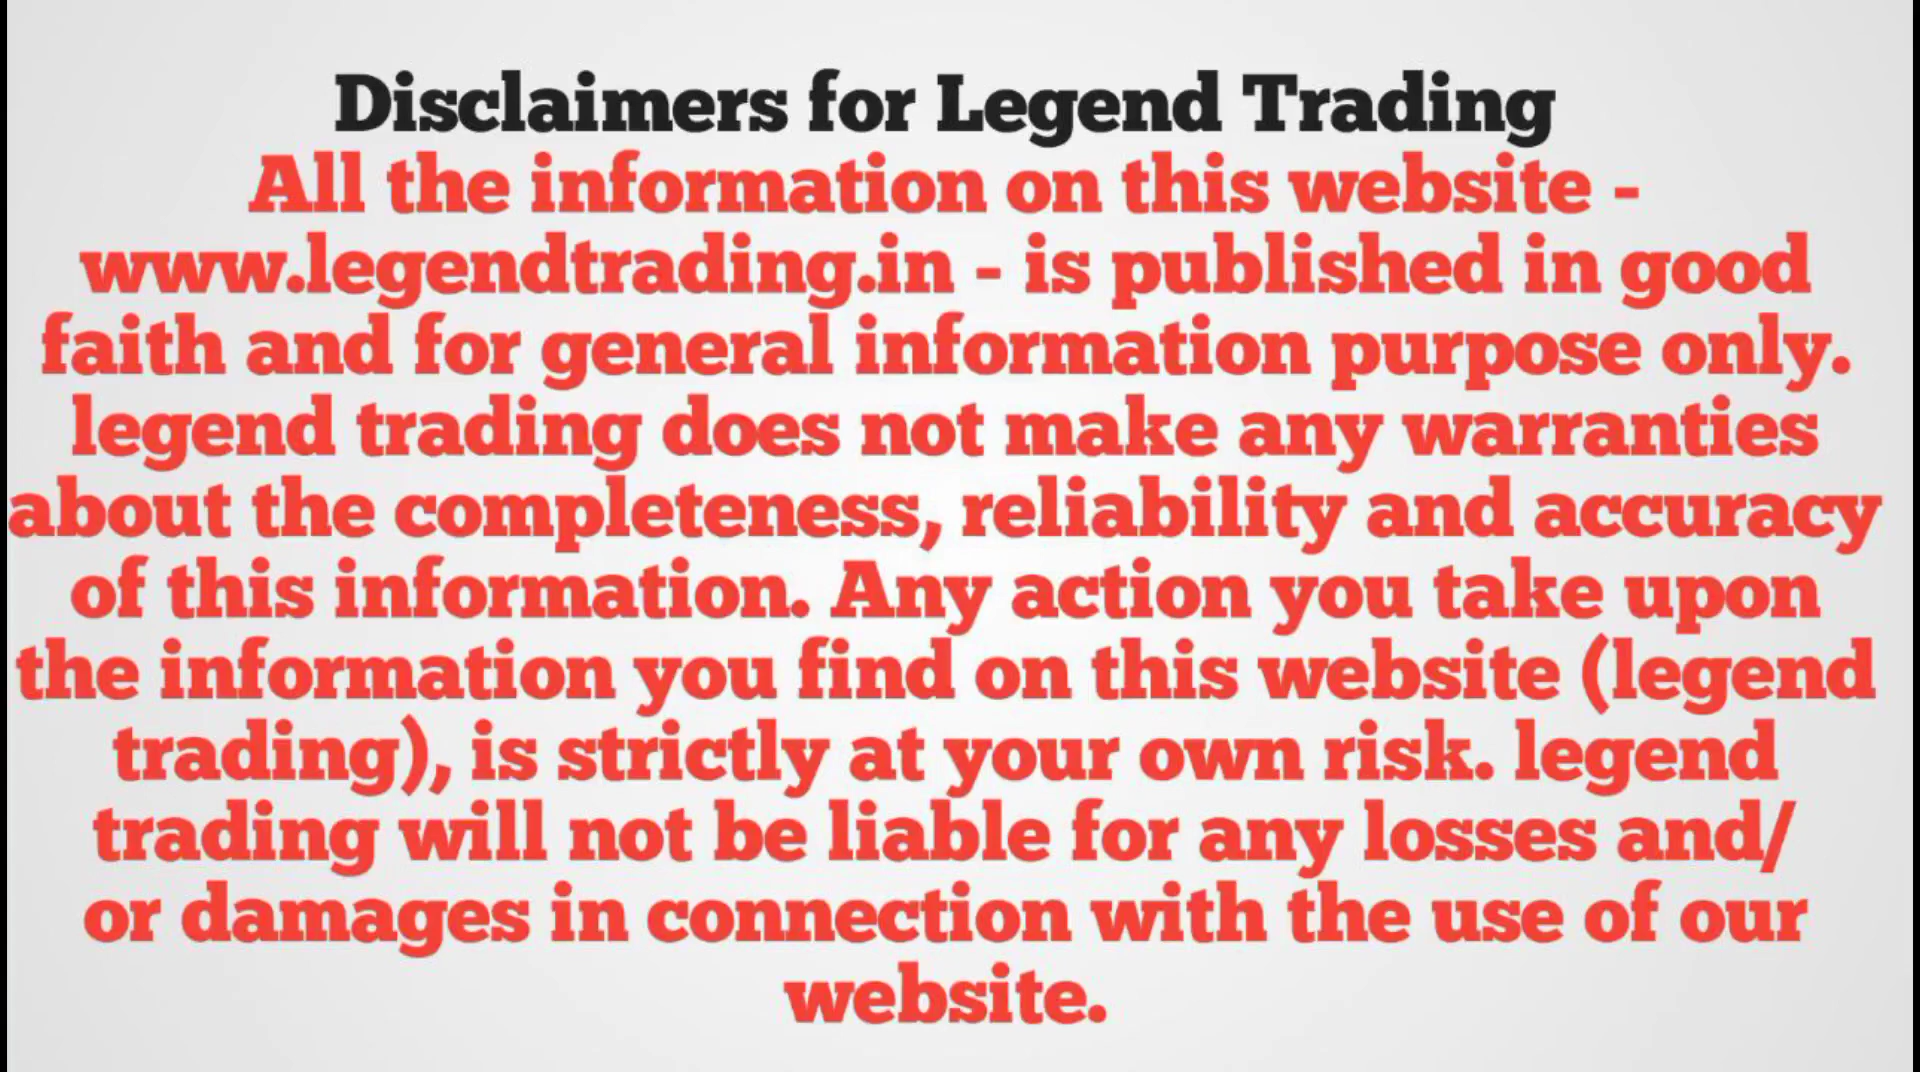 Disclaimers for Legend Trading
All the information on this website -
www.legendtrading.in - is published in good
faith and for general information purpose only.
legend trading does not make any warranties
about the completeness, reliability and accuracy
of this information. Any action you take upon
the information you find on this website (legend
trading), is strictly at your own risk. legend
trading will not be liable for any losses and/
or damages in connection with the use of our
website.